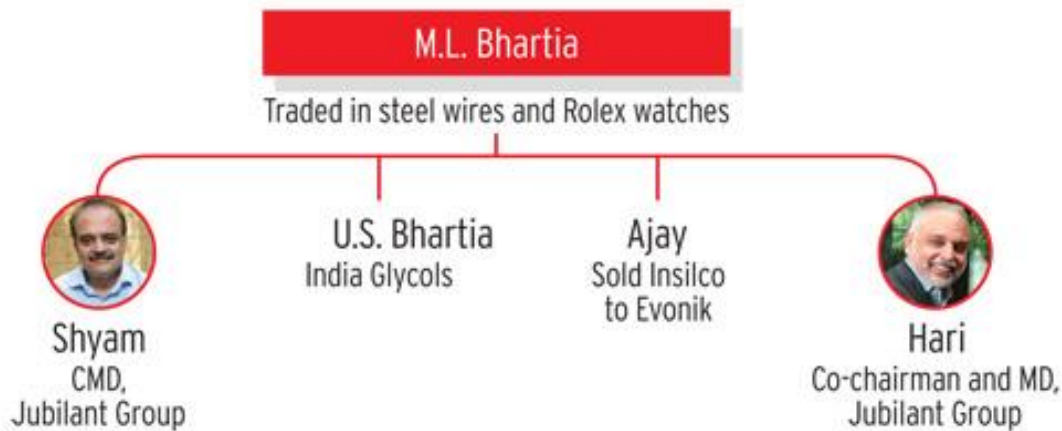 M.L. Bhartia
Traded in steel wires and Rolex watches
Shyam
CMD,
Jubilant Group
U.S. Bhartia
India Glycols
Ajay
Sold Insilco
to Evonik
Hari
Co-chairman and MD,
Jubilant Group